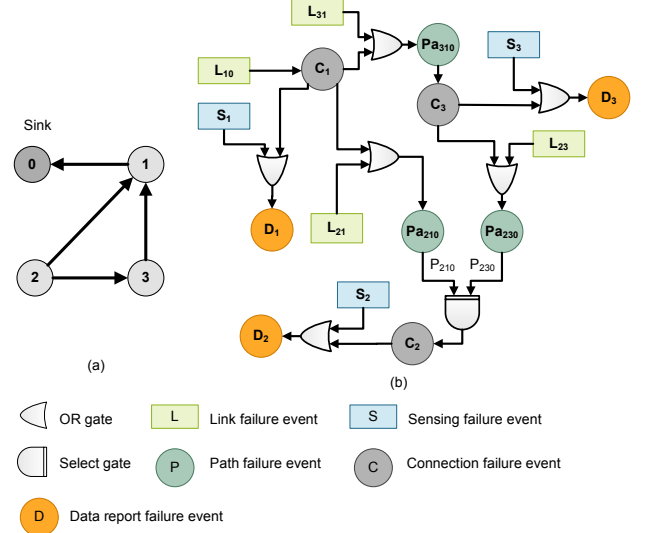 L31
Pa310
S3
L10
C1
D3
C3
S1
Sink
L23
0
1
D1
L21
Pa210
Pa230
2
3
P210
P230
S2
D2
C2
(a)
(b)
OR gate
L
Link failure event
S
Sensing failure event
Select gate
P
Path failure event
C
Connection failure event
D
Data report failure event